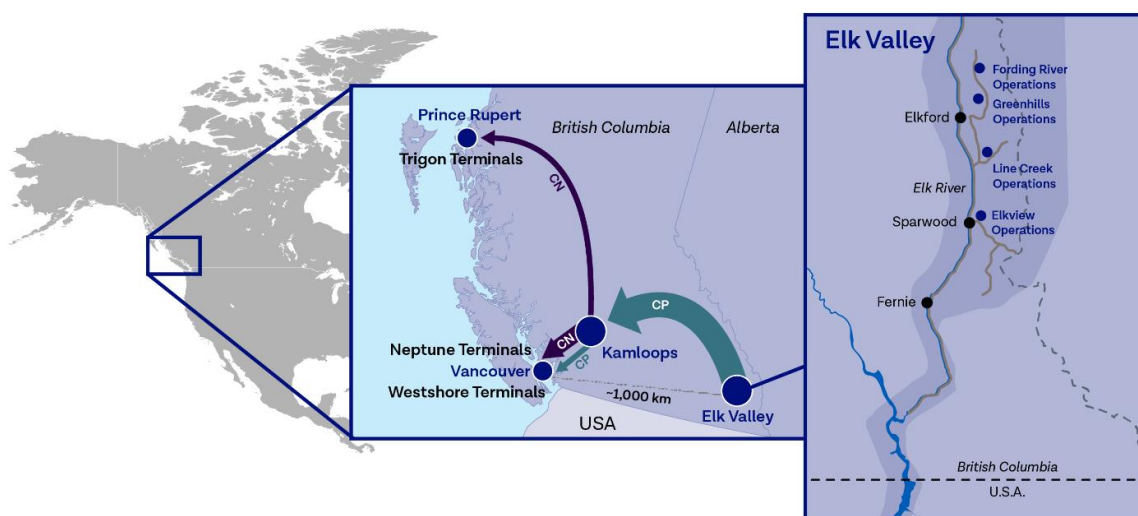 Prince Rupert
Trigon Terminals
British Columbia
Alberta
CN
CP
Kamloops
Neptune Terminals
CN
Vancouver
CP
Westshore Terminals
~1,000 km
Elk Valley
USA
Elk Valley
Fording River
Operations
Greenhills
Operations
Elkford
Line Creek
Operations
Elk River
Sparwood
Elkview
Operations
Fernie
British Columbia
U.S.A.